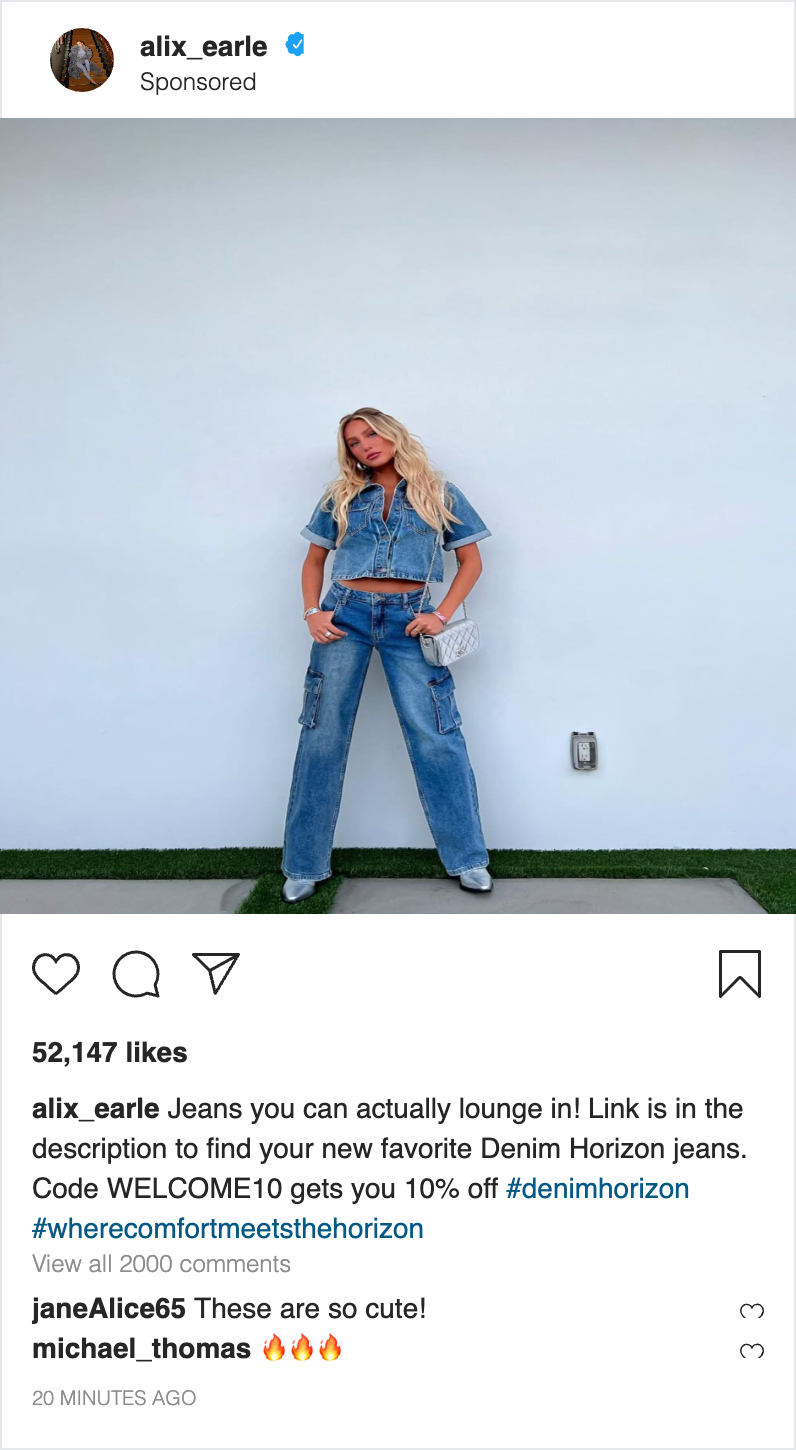 alix_earle
Sponsored
52,147 likes
alix_earle Jeans you can actually lounge in! Link is in the
description to find your new favorite Denim Horizon jeans.
Code WELCOME10 gets you 10% off #denimhorizon
#wherecomfortmeetsthehorizon
View all 2000 comments
janeAlice65 These are so cute!
michael_thomas 🔥🔥🔥
20 MINUTES AGO